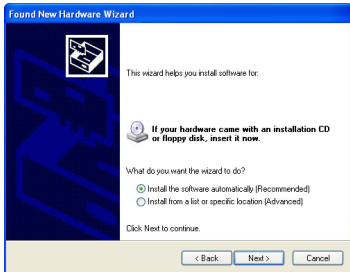 Found New Hardware Wizard
This wizard helps you install software for:
If your hardware came with an installation CD
or floppy disk, insert it now.
What do you want the wizard to do?
Install the software automatically (Recommended)
Install from a list or specific location (Advanced)
Click Next to continue.
< Back Next > Cancel